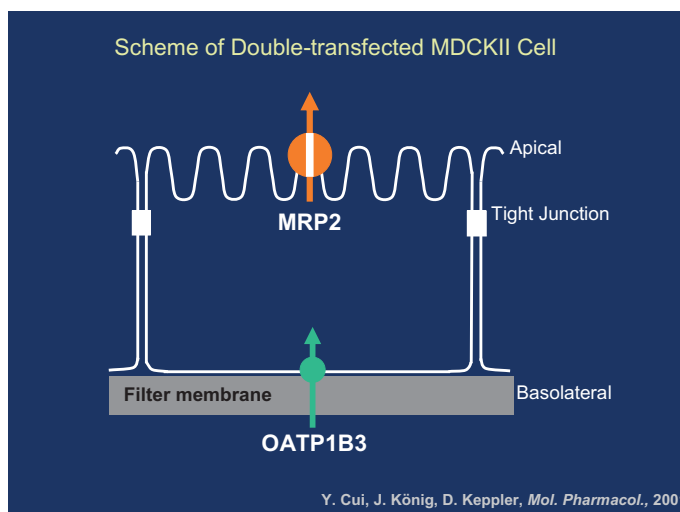 Scheme of Double-transfected MDCKII Cell
Apical
MRP2
Tight Junction
Filter membrane
Basolateral
OATP1B3
Y. Cui, J. König, D. Keppler, Mol. Pharmacol., 200